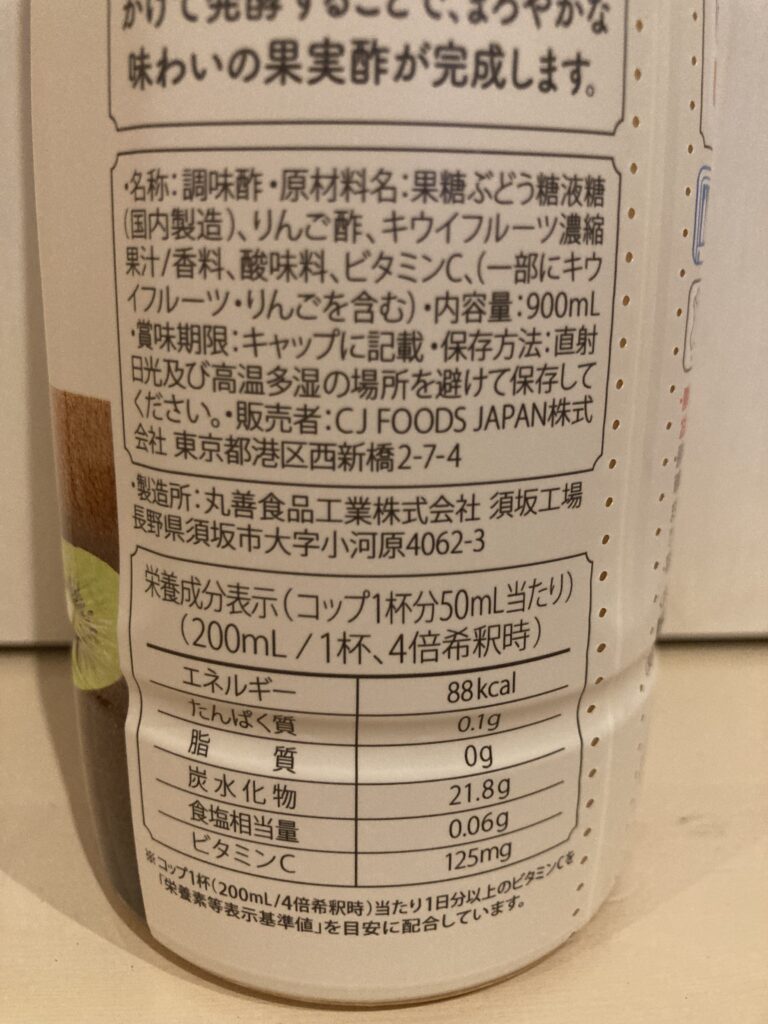 かけて発酵することで、まろやかな
味わいの果実酢が完成します。
・名称：調味酢・原材料名：果糖ぶどう糖液糖
（国内製造）、りんご酢、キウイフルーツ濃縮
果汁/香料、酸味料、ビタミンC、（一部にキウ
イフルーツ・りんごを含む）・内容量：900mL
・賞味期限：キャップに記載・保存方法：直射
日光及び高温多湿の場所を避けて保存して
ください。・販売者：CJ FOODS JAPAN株式
会社 東京都港区西新橋2-7-4
・製造所：丸善食品工業株式会社 須坂工場
長野県須坂市大字小河原4062-3
栄養成分表示（コップ1杯分50mL当たり）
（200mL / 1杯、4倍希釈時）
エネルギー 88kcal
たんぱく質 0.1g
脂質 0g
炭水化物 21.8g
食塩相当量 0.06g
ビタミンC 125mg
※コップ1杯（200mL/4倍希釈時）当たり1日分以上のビタミンCを
「栄養素等表示基準値」を目安に配合しています。